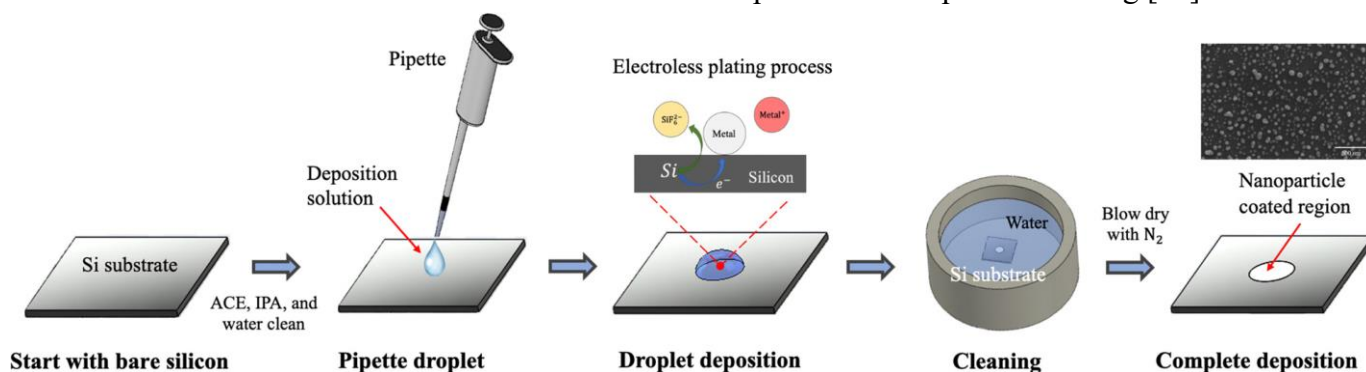 Pipette
Deposition
solution
Si substrate
ACE, IPA, and
water clean
Electroless plating process
SiF₆²⁻
Metal
Metal⁺
Si
e⁻
Silicon
Water
Si substrate
Blow dry
with N₂
Nanoparticle
coated region
Start with bare silicon
Pipette droplet
Droplet deposition
Cleaning
Complete deposition